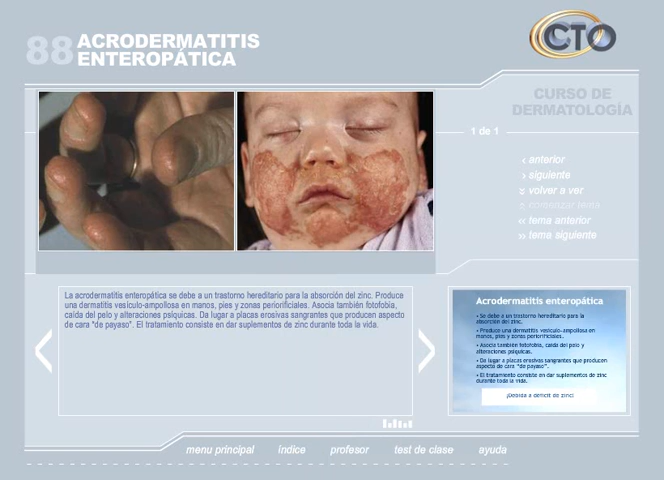 88 ACRODERMATITIS
ENTEROPÁTICA
CTO
CURSO DE
DERMATOLOGÍA
1 de 1
anterior
siguiente
volver a ver
comenzar tema
tema anterior
tema siguiente
La acrodermatitis enteropática se debe a un trastorno hereditario para la absorción del zinc. Produce
una dermatitis vesículo-ampollosa en manos, pies y zonas periorificiales. Asocia también fotofobia,
caída del pelo y alteraciones psíquicas. Da lugar a placas erosivas sangrantes que producen aspecto
de cara "de payaso". El tratamiento consiste en dar suplementos de zinc durante toda la vida.
Acrodermatitis enteropática
• Se debe a un trastorno hereditario para la
absorción del zinc.
• Produce una dermatitis vesículo-ampollosa en
manos, pies y zonas periorificiales.
• Asocia también fotofobia, caída del pelo y
alteraciones psíquicas.
• Da lugar a placas erosivas sangrantes que producen
aspecto de cara "de payaso".
• El tratamiento consiste en dar suplementos de zinc
durante toda la vida.
¡Debida a déficit de zinc!
menu principal índice profesor test de clase ayuda